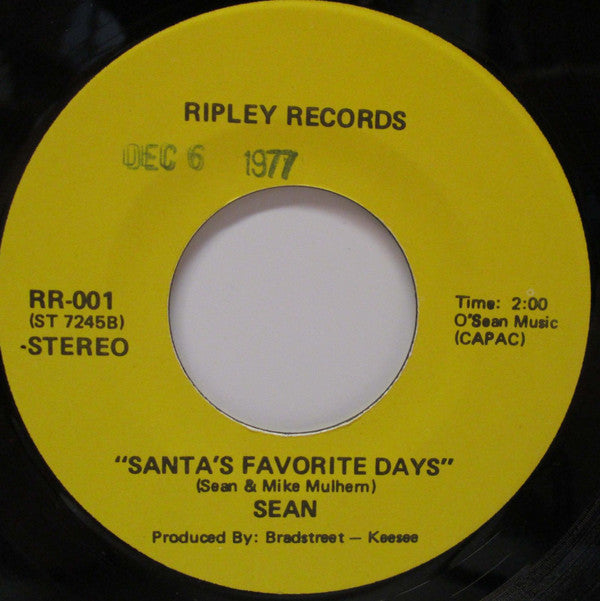 RIPLEY RECORDS
DEC 6 1977
RR-001
(ST 7245B)
-STEREO
Time: 2:00
O'Sean Music
(CAPAC)
"SANTA'S FAVORITE DAYS"
(Sean & Mike Mulhern)
SEAN
Produced By: Bradstreet — Keesee